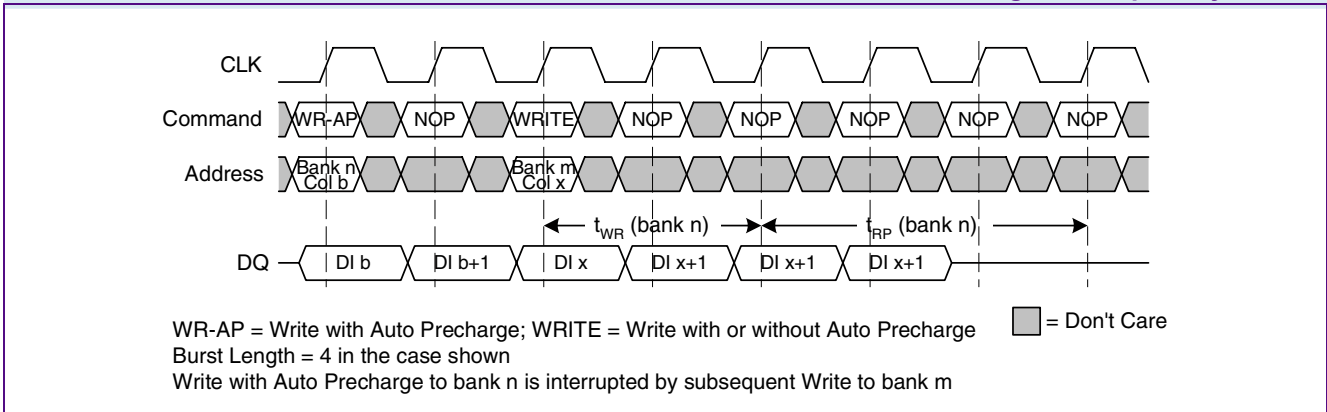 CLK
Command WR-AP NOP WRITE NOP NOP NOP NOP NOP
Address Bank n Col b Bank m Col x
tWR (bank n) tRP (bank n)
DQ DI b DI b+1 DI x DI x+1 DI x+1 DI x+1
WR-AP = Write with Auto Precharge; WRITE = Write with or without Auto Precharge = Don't Care
Burst Length = 4 in the case shown
Write with Auto Precharge to bank n is interrupted by subsequent Write to bank m